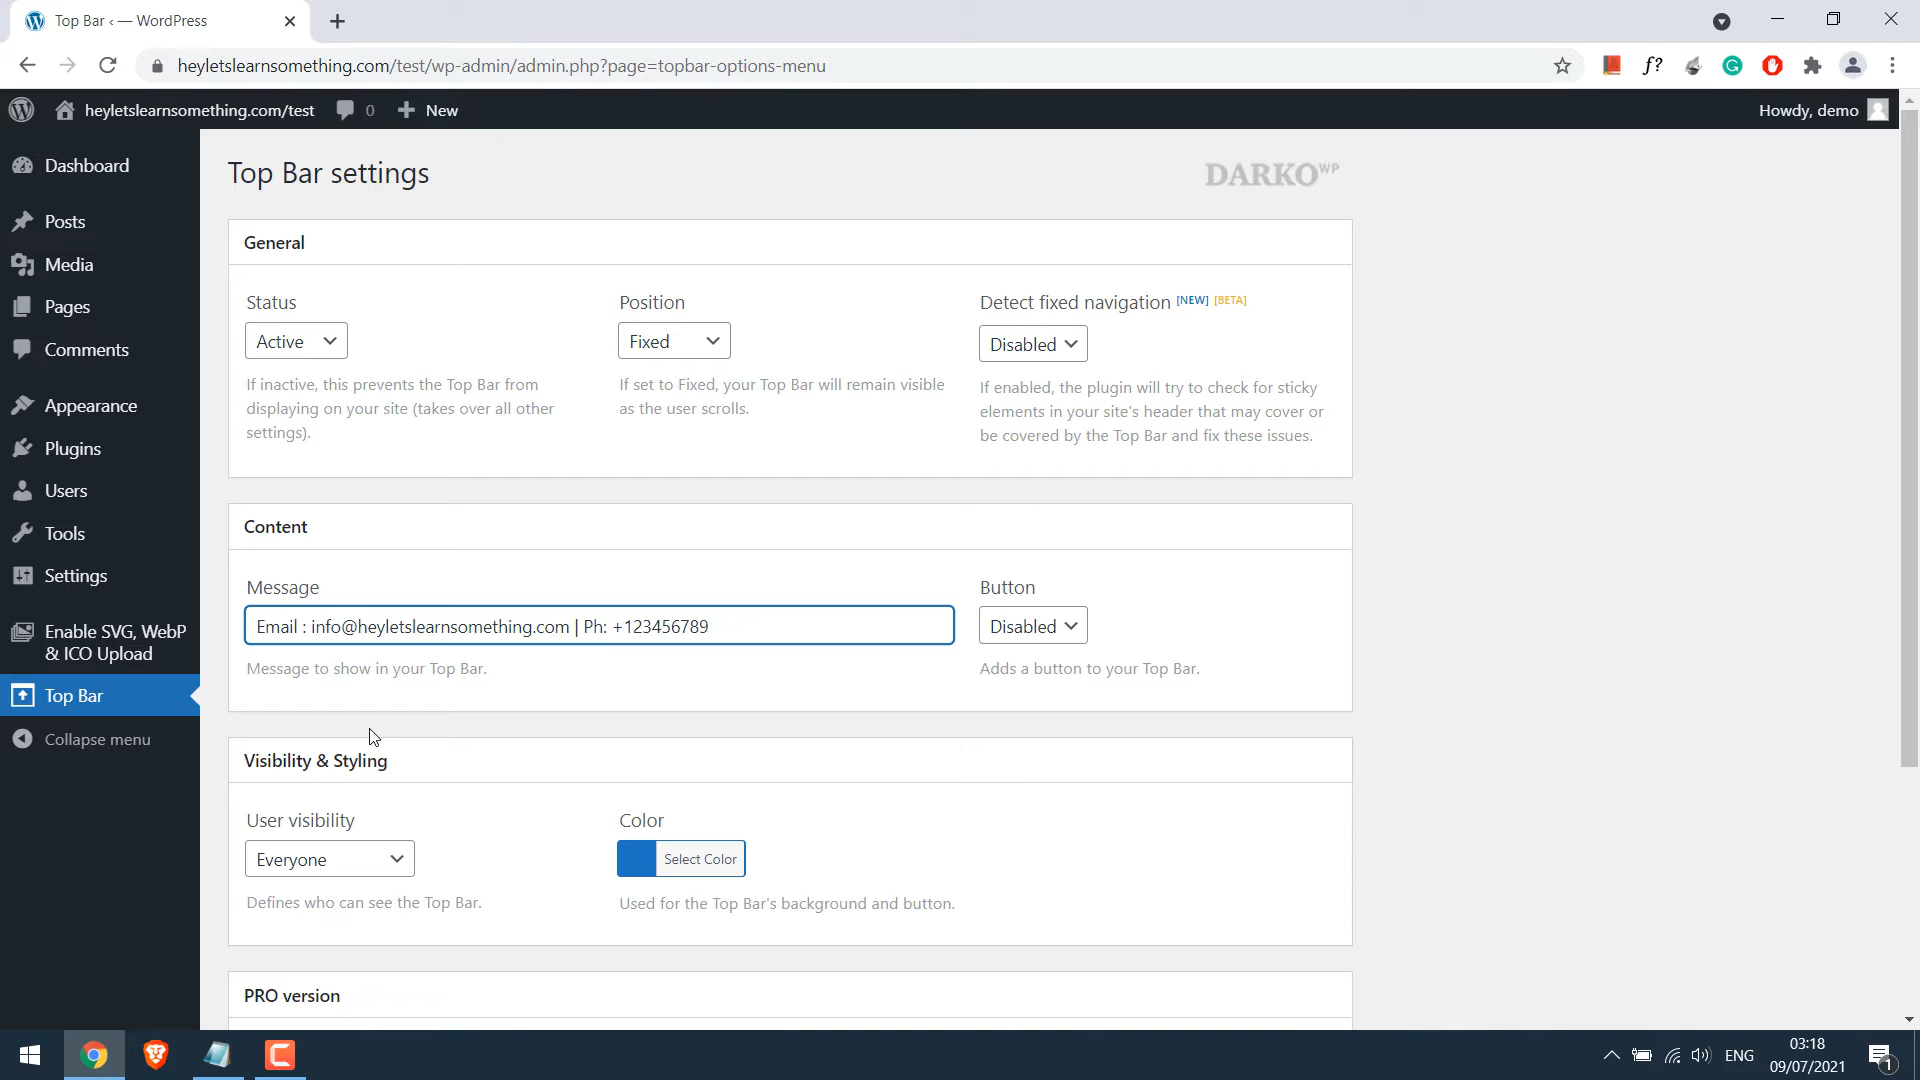 Top Bar ‹ — WordPress
heyletslearnsomething.com/test/wp-admin/admin.php?page=topbar-options-menu
f?
heyletslearnsomething.com/test
0
New
Howdy, demo
Dashboard
Posts
Media
Pages
Comments
Appearance
Plugins
Users
Tools
Settings
Enable SVG, WebP
& ICO Upload
Top Bar
Collapse menu
Top Bar settings
DARKO WP
General
Status
Active
If inactive, this prevents the Top Bar from
displaying on your site (takes over all other
settings).
Position
Fixed
If set to Fixed, your Top Bar will remain visible
as the user scrolls.
Detect fixed navigation [NEW] [BETA]
Disabled
If enabled, the plugin will try to check for sticky
elements in your site's header that may cover or
be covered by the Top Bar and fix these issues.
Content
Message
Email : info@heyletslearnsomething.com | Ph: +123456789
Message to show in your Top Bar.
Button
Disabled
Adds a button to your Top Bar.
Visibility & Styling
User visibility
Everyone
Defines who can see the Top Bar.
Color
Select Color
Used for the Top Bar's background and button.
PRO version
ENG
03:18
09/07/2021
1